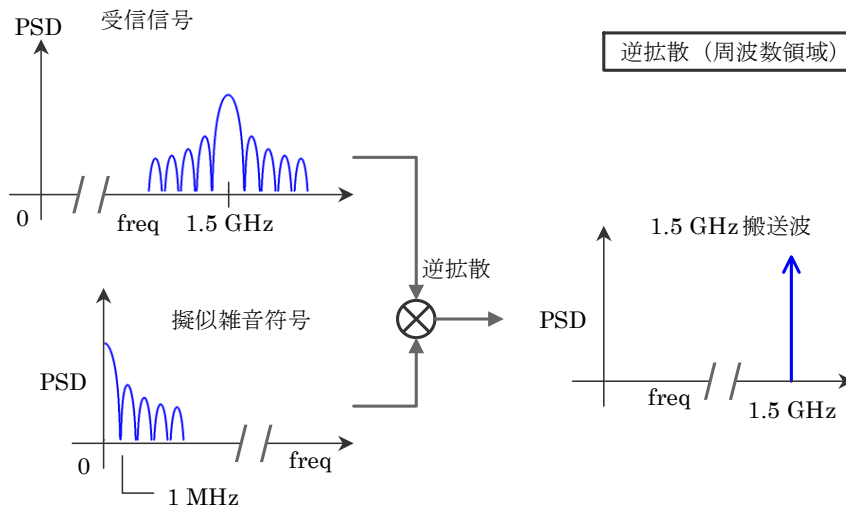 PSD
受信信号
逆拡散（周波数領域）
0
freq
1.5 GHz
逆拡散
擬似雑音符号
PSD
0
freq
1 MHz
1.5 GHz 搬送波
PSD
freq
1.5 GHz